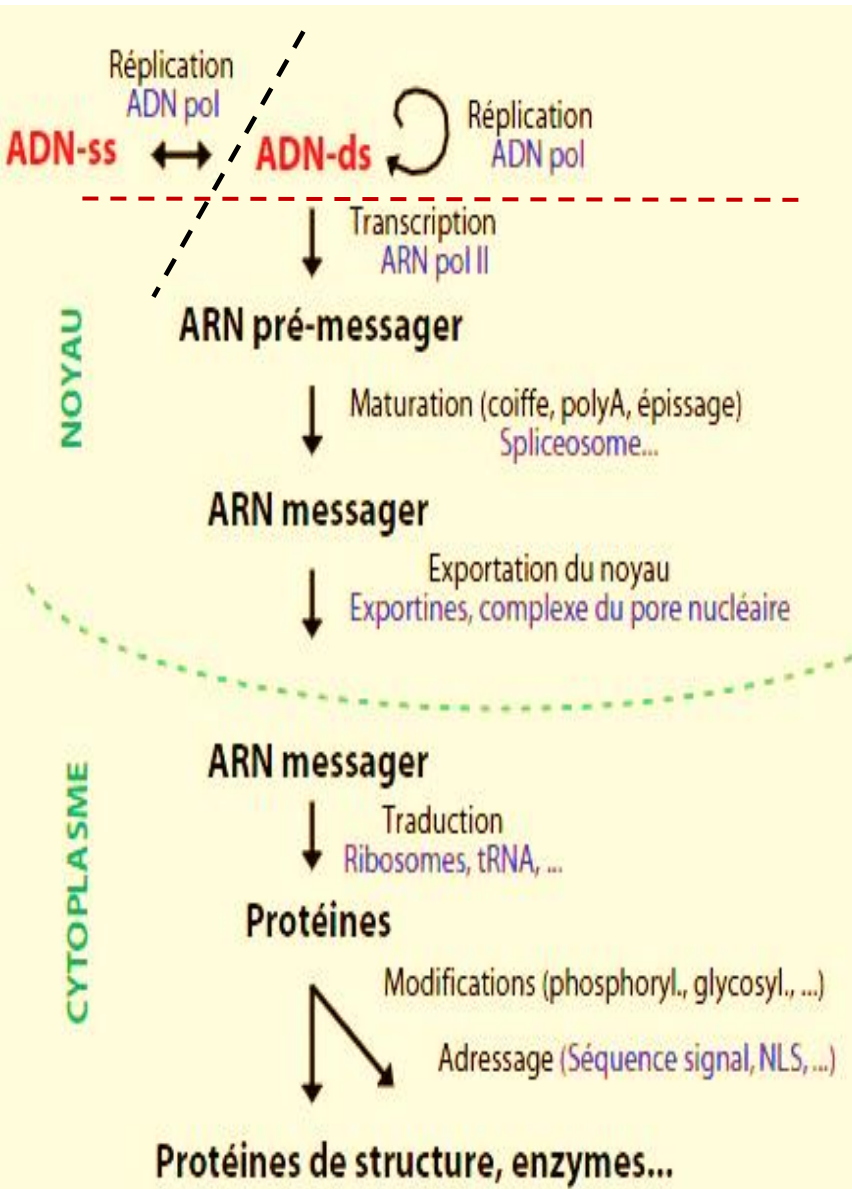 Réplication
ADN pol
ADN-ss
ADN-ds
Réplication
ADN pol
Transcription
ARN pol II
ARN pré-messager
NOYAU
Maturation (coiffe, polyA, épissage)
Spliceosome...
ARN messager
Exportation du noyau
Exportines, complexe du pore nucléaire
ARN messager
CYTOPLASME
Traduction
Ribosomes, tRNA, ...
Protéines
Modifications (phosphoryl., glycosyl., ...)
Adressage (Séquence signal, NLS, ...)
Protéines de structure, enzymes...